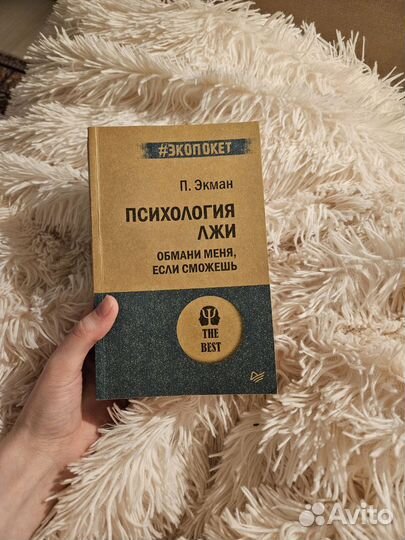 #ЭКОПОКЕТ
П. Экман
ПСИХОЛОГИЯ
ЛЖИ
ОБМАНИ МЕНЯ,
ЕСЛИ СМОЖЕШЬ
THE
BEST
Avito